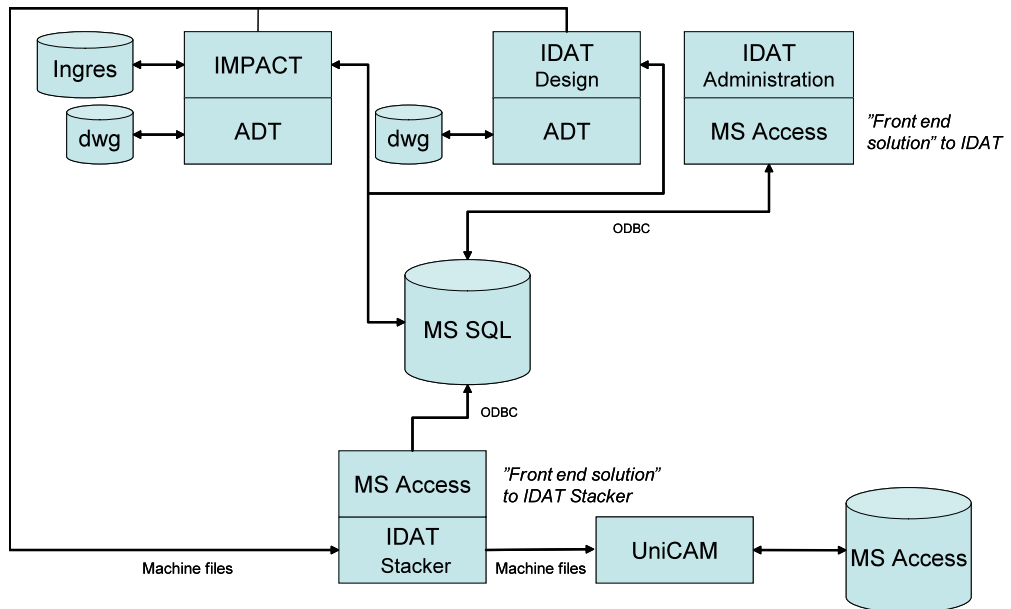 Ingres
IMPACT
dwg
ADT
IDAT
Design
dwg
ADT
IDAT
Administration
MS Access
”Front end
solution” to IDAT
ODBC
MS SQL
ODBC
MS Access
”Front end solution”
to IDAT Stacker
IDAT
Stacker
Machine files
Machine files
UniCAM
MS Access